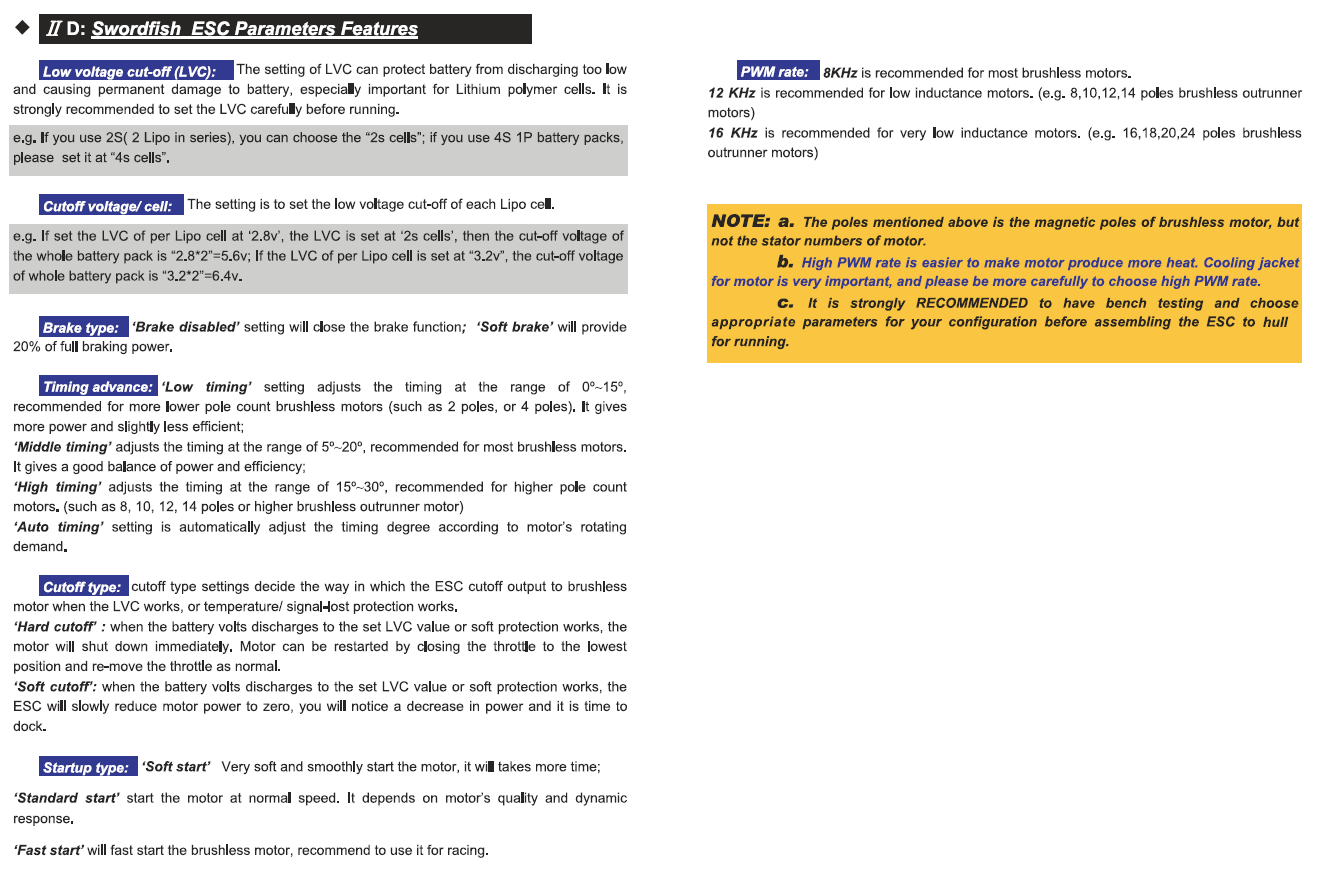 ◆ Ⅱ D: Swordfish ESC Parameters Features
Low voltage cut-off (LVC): The setting of LVC can protect battery from discharging too low
and causing permanent damage to battery, especially important for Lithium polymer cells. It is
strongly recommended to set the LVC carefully before running.
e.g. If you use 2S( 2 Lipo in series), you can choose the “2s cells”; if you use 4S 1P battery packs,
please set it at “4s cells”.
Cutoff voltage/ cell: The setting is to set the low voltage cut-off of each Lipo cell.
e.g. If set the LVC of per Lipo cell at ‘2.8v’, the LVC is set at ‘2s cells’, then the cut-off voltage of
the whole battery pack is “2.8*2”=5.6v; If the LVC of per Lipo cell is set at “3.2v”, the cut-off voltage
of whole battery pack is “3.2*2”=6.4v.
Brake type: ‘Brake disabled’ setting will close the brake function; ‘Soft brake’ will provide
20% of full braking power.
Timing advance: ‘Low timing’ setting adjusts the timing at the range of 0º~15º,
recommended for more lower pole count brushless motors (such as 2 poles, or 4 poles). It gives
more power and slightly less efficient;
‘Middle timing’ adjusts the timing at the range of 5º~20º, recommended for most brushless motors.
It gives a good balance of power and efficiency;
‘High timing’ adjusts the timing at the range of 15º~30º, recommended for higher pole count
motors. (such as 8, 10, 12, 14 poles or higher brushless outrunner motor)
‘Auto timing’ setting is automatically adjust the timing degree according to motor’s rotating
demand.
Cutoff type: cutoff type settings decide the way in which the ESC cutoff output to brushless
motor when the LVC works, or temperature/ signal-lost protection works.
‘Hard cutoff’ : when the battery volts discharges to the set LVC value or soft protection works, the
motor will shut down immediately. Motor can be restarted by closing the throttle to the lowest
position and re-move the throttle as normal.
‘Soft cutoff’: when the battery volts discharges to the set LVC value or soft protection works, the
ESC will slowly reduce motor power to zero, you will notice a decrease in power and it is time to
dock.
Startup type: ‘Soft start’ Very soft and smoothly start the motor, it will takes more time;
‘Standard start’ start the motor at normal speed. It depends on motor’s quality and dynamic
response.
‘Fast start’ will fast start the brushless motor, recommend to use it for racing.
PWM rate: 8KHz is recommended for most brushless motors.
12 KHz is recommended for low inductance motors. (e.g. 8,10,12,14 poles brushless outrunner
motors)
16 KHz is recommended for very low inductance motors. (e.g. 16,18,20,24 poles brushless
outrunner motors)
NOTE: a. The poles mentioned above is the magnetic poles of brushless motor, but
not the stator numbers of motor.
b. High PWM rate is easier to make motor produce more heat. Cooling jacket
for motor is very important, and please be more carefully to choose high PWM rate.
c. It is strongly RECOMMENDED to have bench testing and choose
appropriate parameters for your configuration before assembling the ESC to hull
for running.